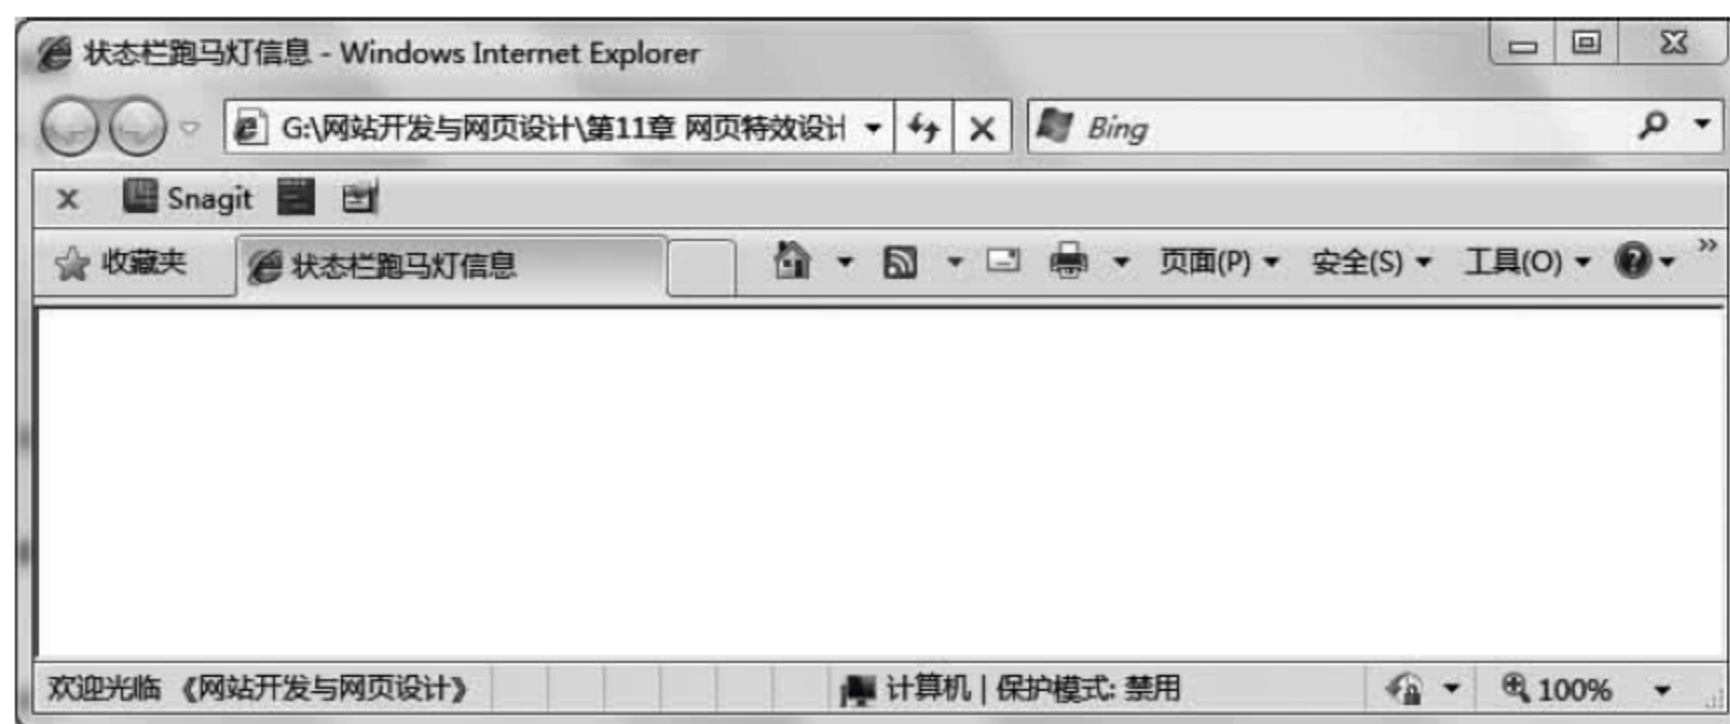 状态栏跑马灯信息 - Windows Internet Explorer
G:\网站开发与网页设计\第11章 网页特效设计 Bing
x Snagit
收藏夹 状态栏跑马灯信息 页面(P) 安全(S) 工具(O) »
欢迎光临 《网站开发与网页设计》 计算机 | 保护模式: 禁用 100%